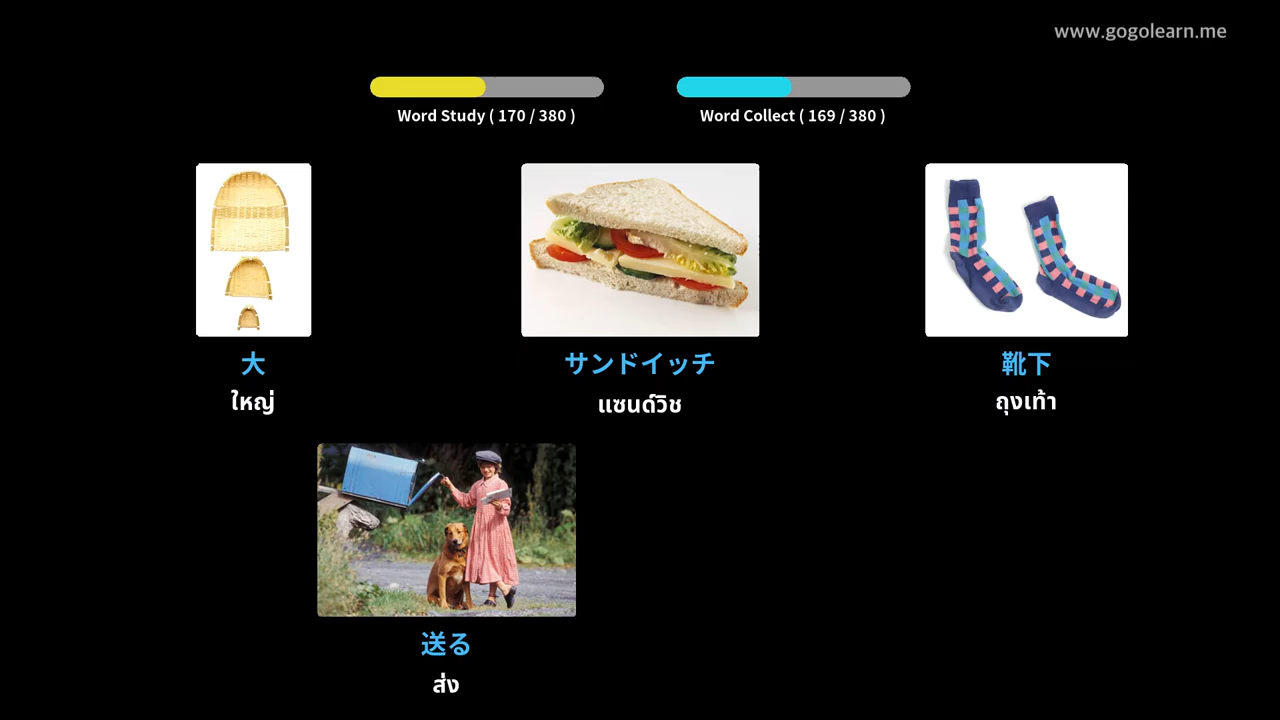 www.gogolearn.me
Word Study ( 170 / 380 )
Word Collect ( 169 / 380 )
大
ใหญ่
サンドイッチ
แซนด์วิช
靴下
ถุงเท้า
送る
ส่ง